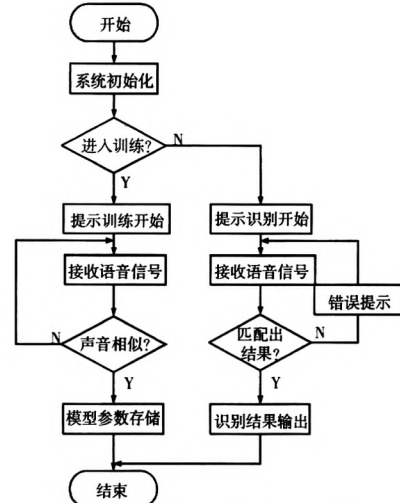 开始
系统初始化
进入训练?
N
Y
提示训练开始
提示识别开始
接收语音信号
接收语音信号
错误提示
N
声音相似?
匹配出
结果?
N
Y
Y
模型参数存储
识别结果输出
结束